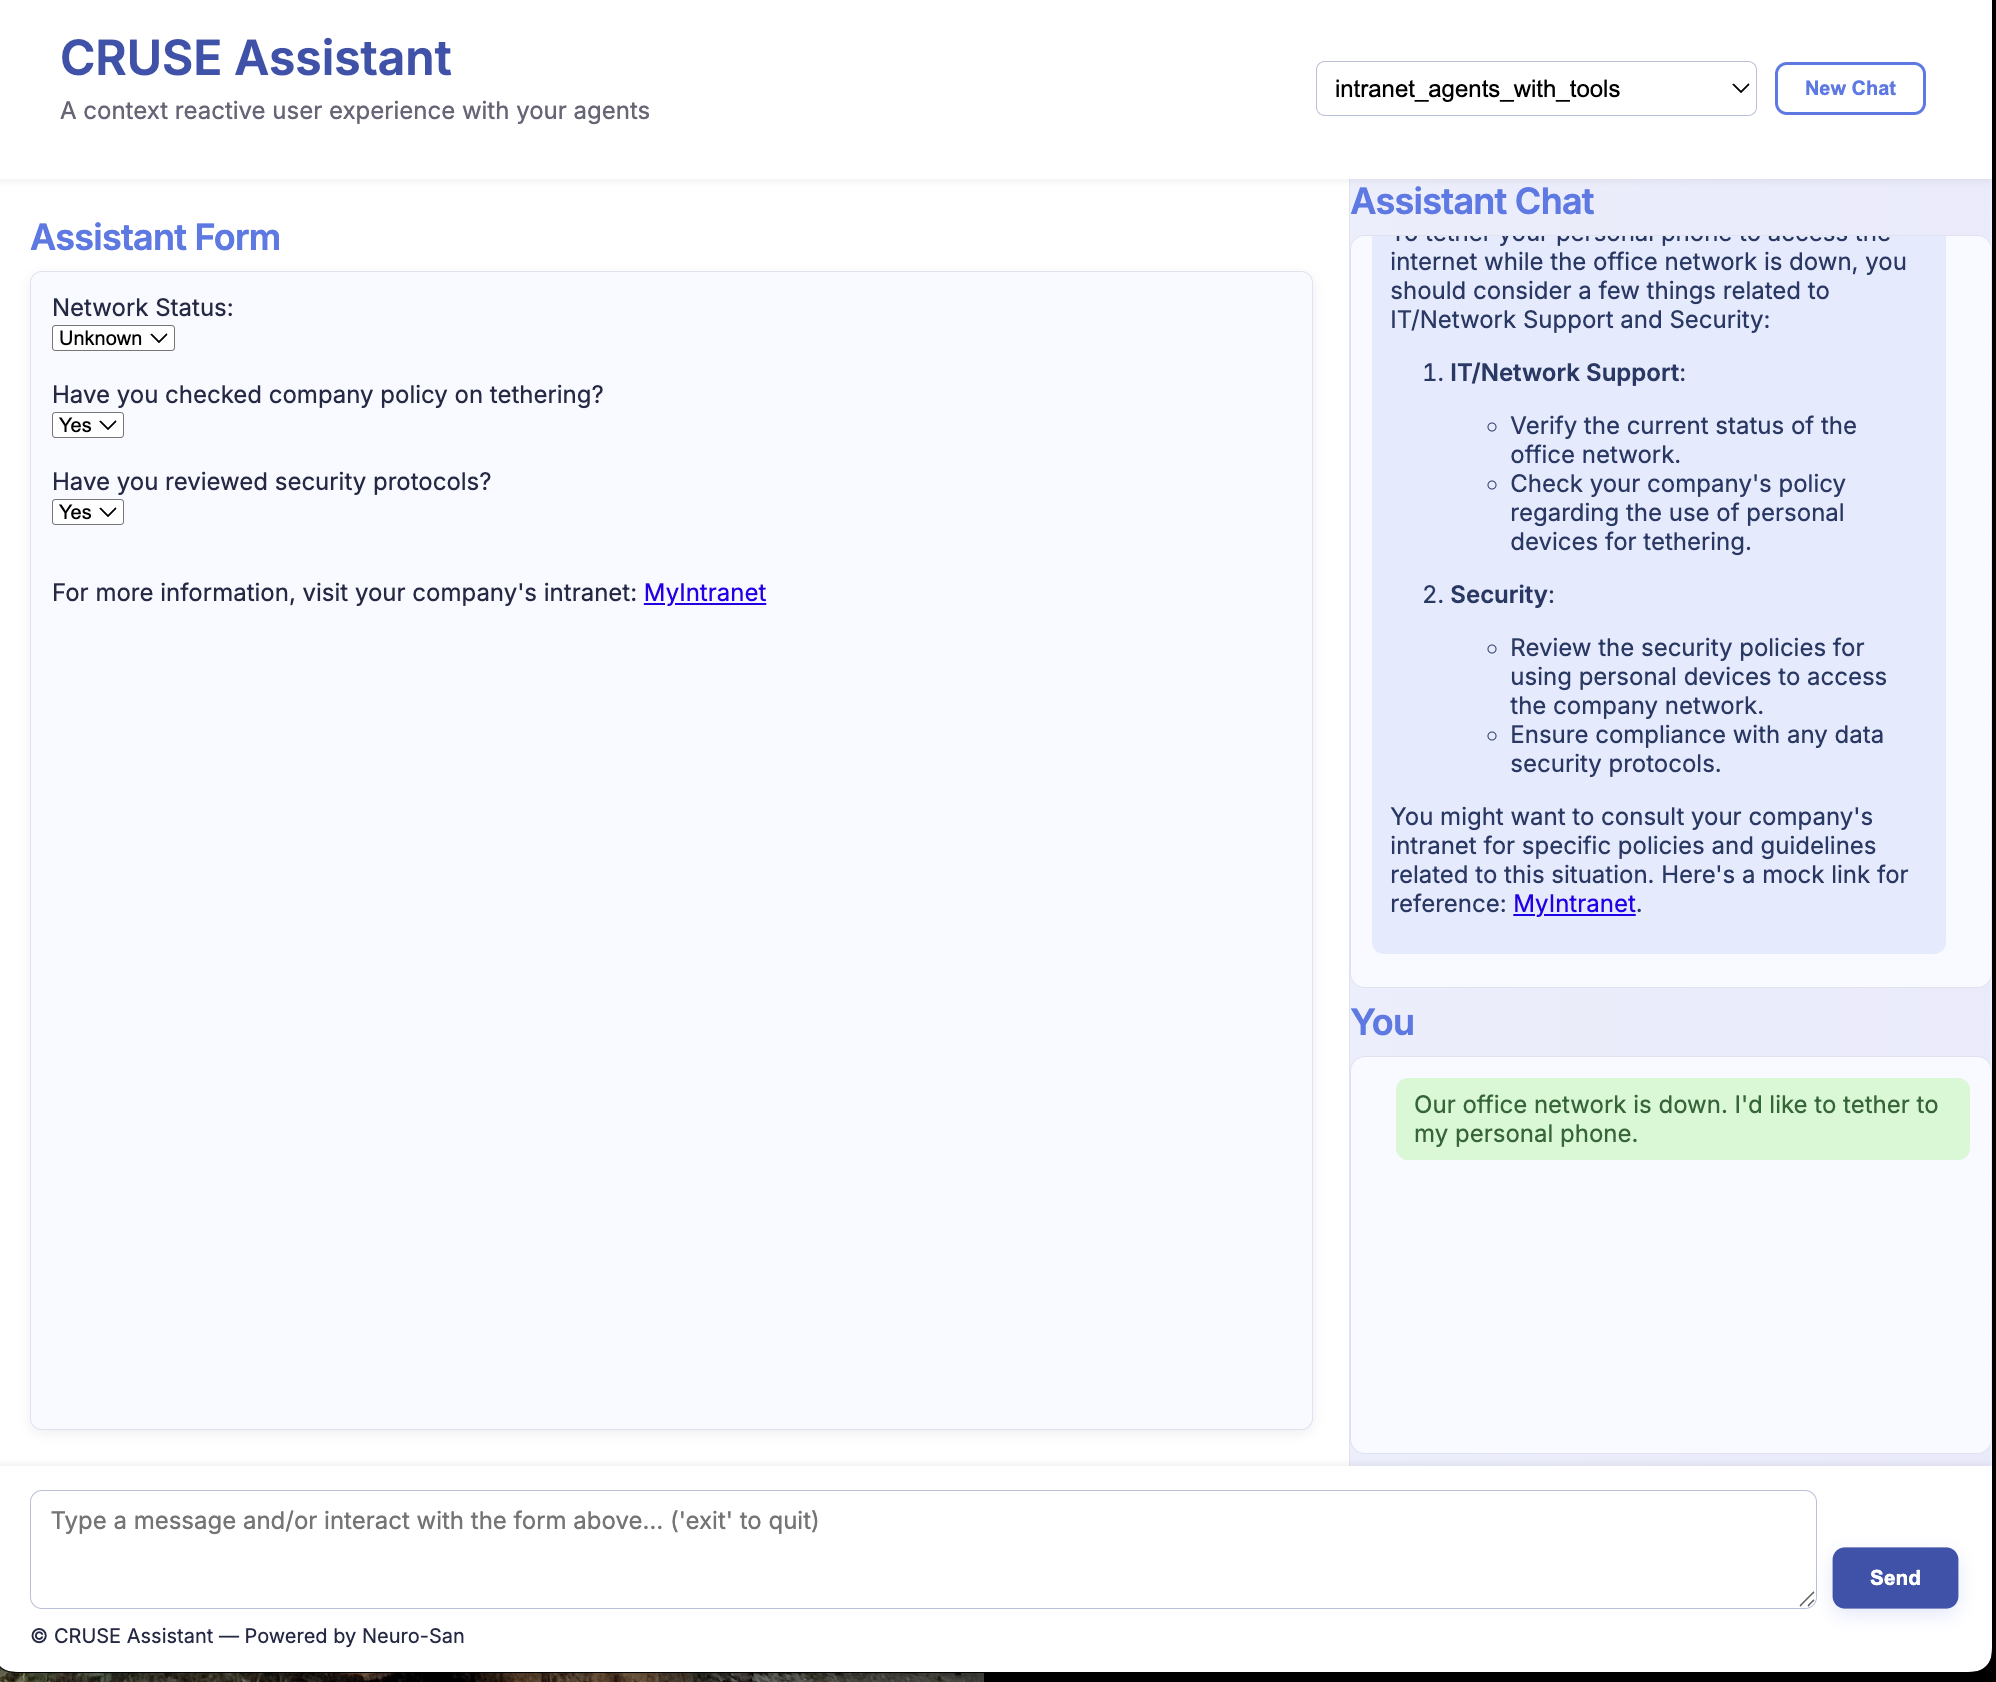 CRUSE Assistant
A context reactive user experience with your agents
intranet_agents_with_tools
New Chat
Assistant Form
Network Status:
Unknown
Have you checked company policy on tethering?
Yes
Have you reviewed security protocols?
Yes
For more information, visit your company's intranet: MyIntranet
Assistant Chat
To tether your personal phone to access the
internet while the office network is down, you
should consider a few things related to
IT/Network Support and Security:
1. IT/Network Support:
Verify the current status of the
office network.
Check your company's policy
regarding the use of personal
devices for tethering.
2. Security:
Review the security policies for
using personal devices to access
the company network.
Ensure compliance with any data
security protocols.
You might want to consult your company's
intranet for specific policies and guidelines
related to this situation. Here's a mock link for
reference: MyIntranet.
You
Our office network is down. I'd like to tether to
my personal phone.
Type a message and/or interact with the form above... ('exit' to quit)
Send
© CRUSE Assistant — Powered by Neuro-San